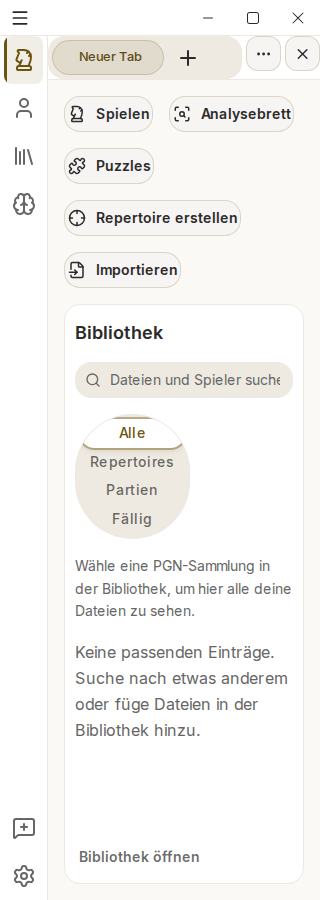 Neuer Tab
Spielen
Analysebrett
Puzzles
Repertoire erstellen
Importieren
Bibliothek
Dateien und Spieler suche
Alle
Repertoires
Partien
Fällig
Wähle eine PGN-Sammlung in
der Bibliothek, um hier alle deine
Dateien zu sehen.
Keine passenden Einträge.
Suche nach etwas anderem
oder füge Dateien in der
Bibliothek hinzu.
Bibliothek öffnen